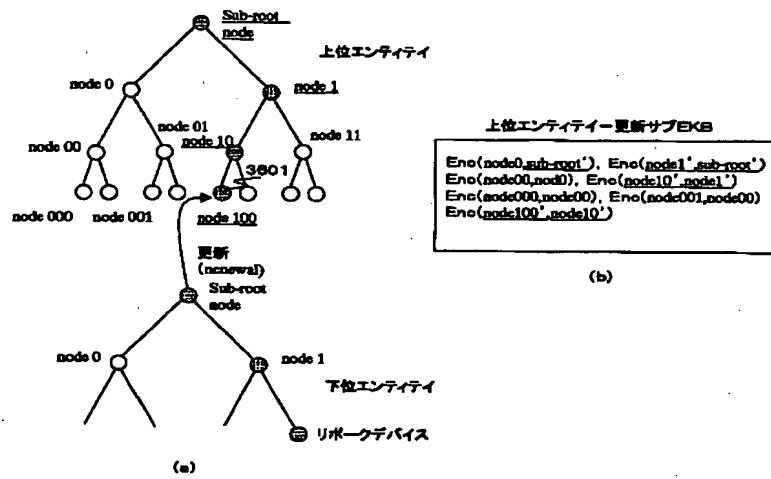 Sub-root
node
上位エンティテイ
node 0
node 1
node 00
node 01
node 10
node 11
3601
node 000
node 001
node 100
更新
(renewal)
Sub-root
node
node 0
node 1
下位エンティテイ
リボークデバイス
(a)
上位エンティテイー更新サブEKB
Enc(node0,sub-root'), Enc(node1',sub-root')
Enc(node00,nod0), Enc(node10',node1')
Enc(node000,node00), Enc(node001,node00)
Enc(node100',node10')
(b)